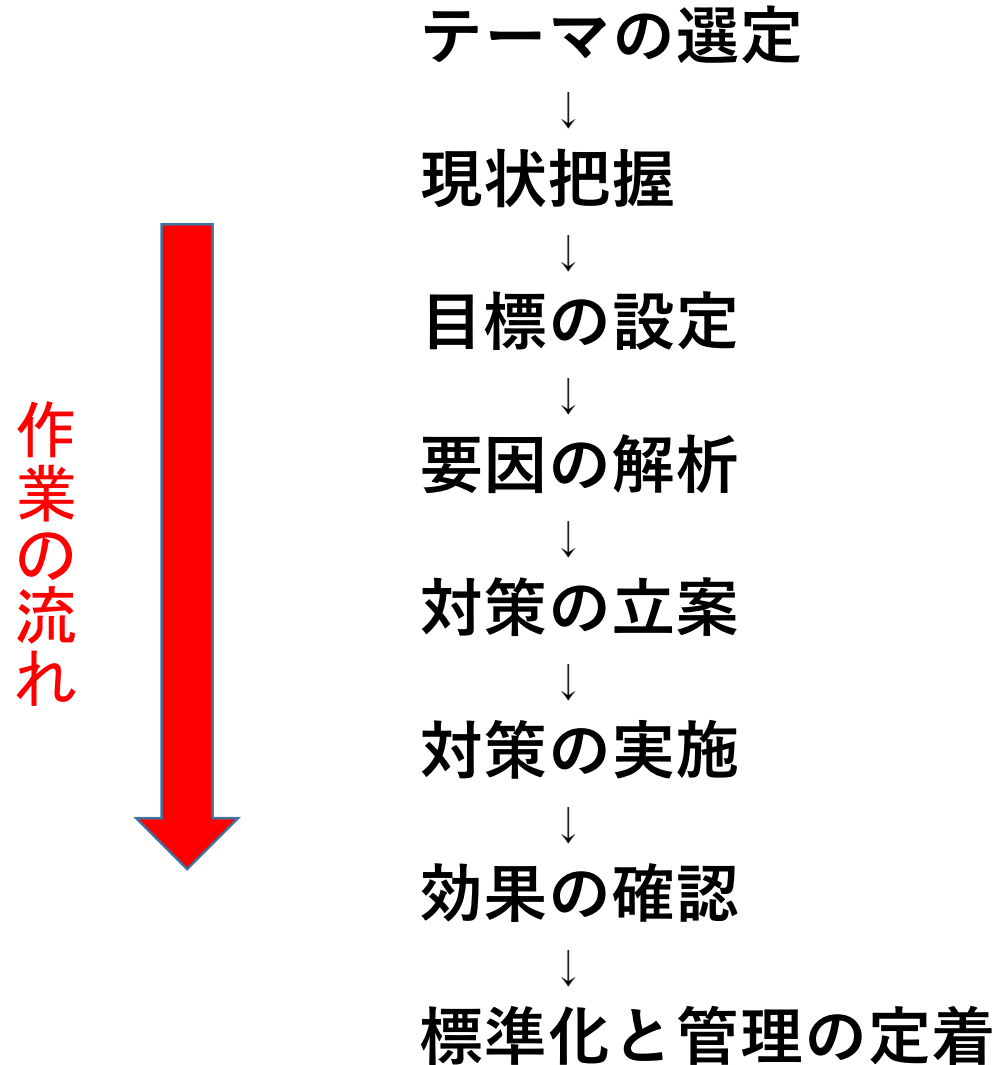 テーマの選定
↓
現状把握
↓
目標の設定
↓
要因の解析
↓
対策の立案
↓
対策の実施
↓
効果の確認
↓
標準化と管理の定着
作業の流れ